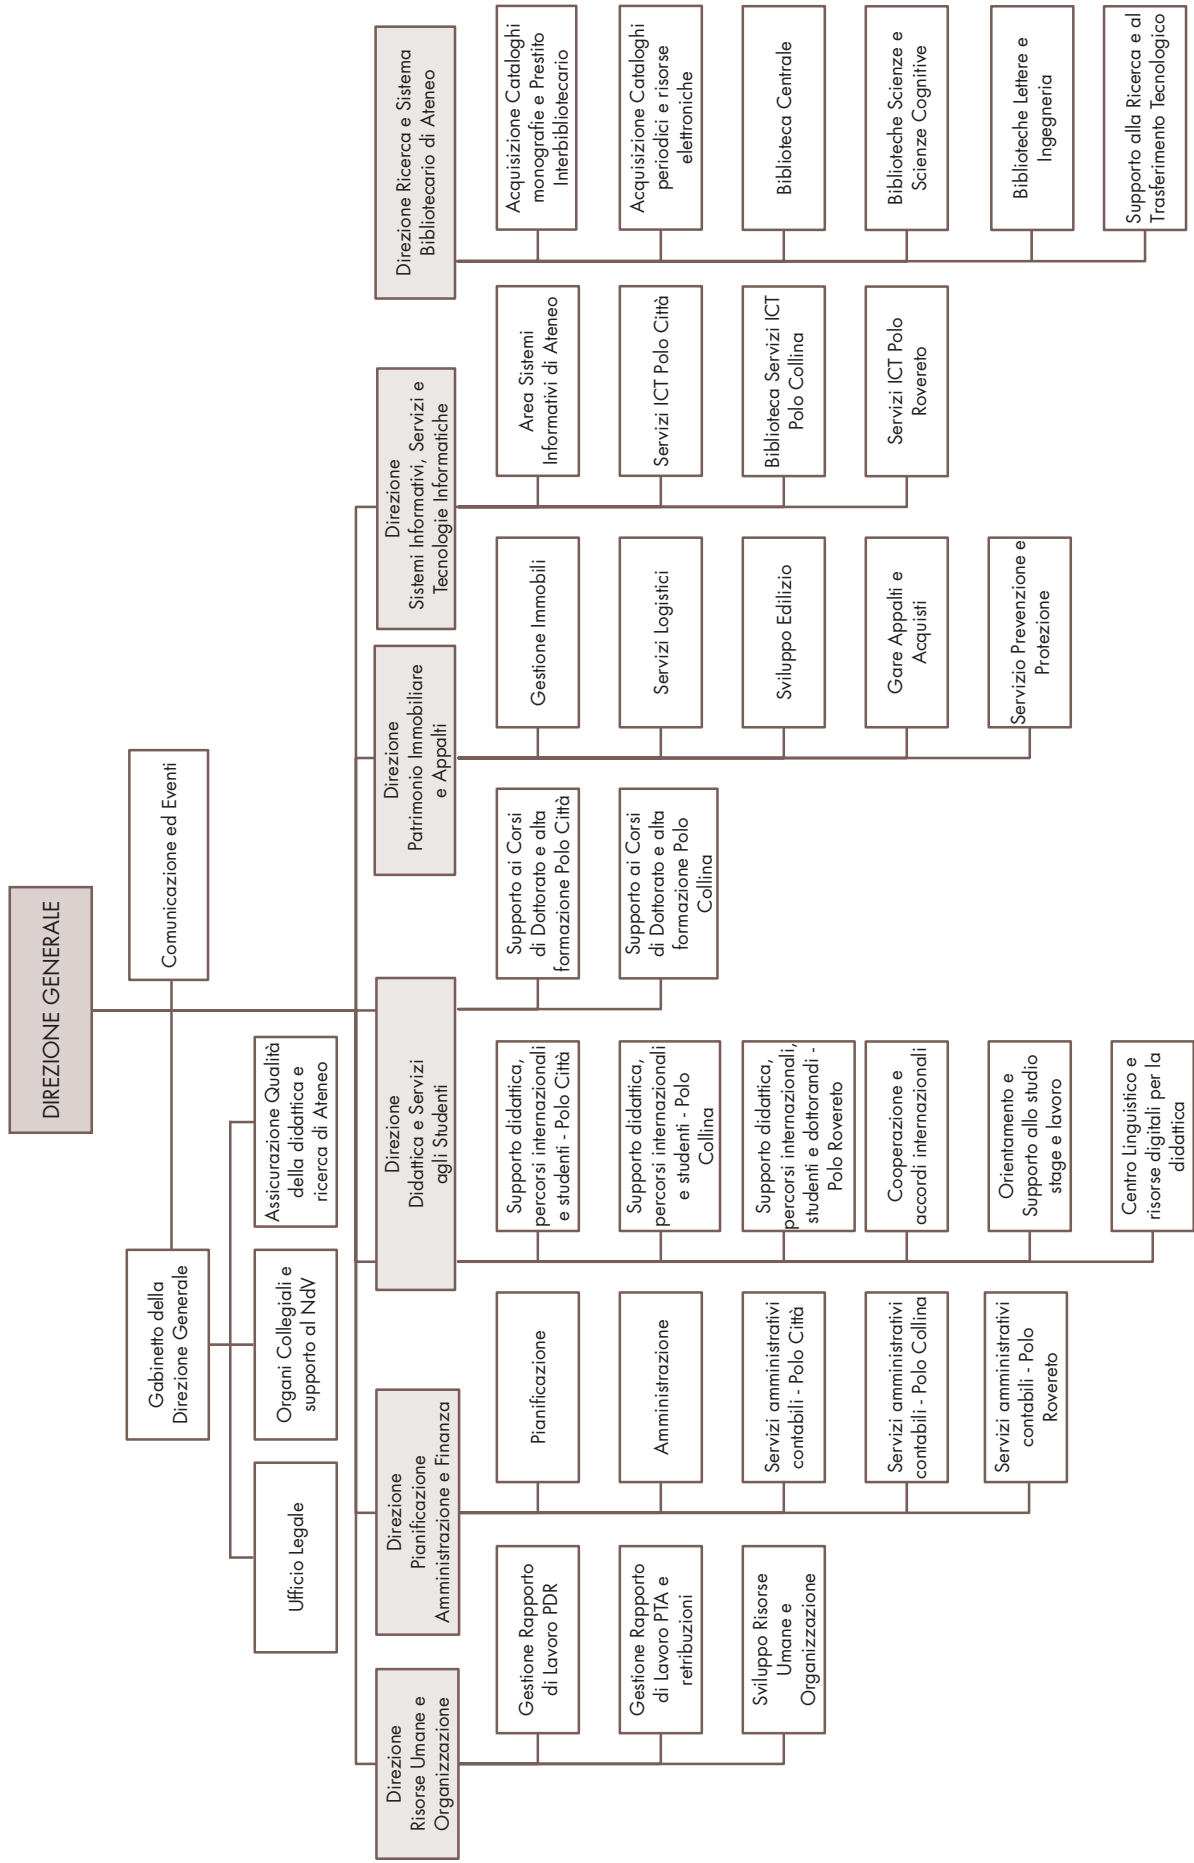 DIREZIONE GENERALE
Gabinetto della
Direzione Generale
Comunicazione ed Eventi
Ufficio Legale
Organi Collegiali e
supporto al NdV
Assicurazione Qualità
della didattica e
ricerca di Ateneo
Direzione
Risorse Umane e
Organizzazione
Gestione Rapporto
di Lavoro PDR
Gestione Rapporto
di Lavoro PTA e
retribuzioni
Sviluppo Risorse
Umane e
Organizzazione
Direzione
Pianificazione
Amministrazione e Finanza
Pianificazione
Amministrazione
Servizi amministrativi
contabili - Polo Città
Servizi amministrativi
contabili - Polo Collina
Servizi amministrativi
contabili - Polo
Rovereto
Direzione
Didattica e Servizi
agli Studenti
Supporto didattica,
percorsi internazionali
e studenti - Polo Città
Supporto didattica,
percorsi internazionali
e studenti - Polo
Collina
Supporto didattica,
percorsi internazionali,
studenti e dottorandi -
Polo Rovereto
Cooperazione e
accordi internazionali
Orientamento e
Supporto allo studio
stage e lavoro
Centro Linguistico e
risorse digitali per la
didattica
Supporto ai Corsi
di Dottorato e alta
formazione Polo Città
Supporto ai Corsi
di Dottorato e alta
formazione Polo
Collina
Direzione
Patrimonio Immobiliare
e Appalti
Gestione Immobili
Servizi Logistici
Sviluppo Edilizio
Gare Appalti e
Acquisti
Servizio Prevenzione e
Protezione
Direzione
Sistemi Informativi, Servizi e
Tecnologie Informatiche
Area Sistemi
Informativi di Ateneo
Servizi ICT Polo Città
Biblioteca Servizi ICT
Polo Collina
Servizi ICT Polo
Rovereto
Direzione Ricerca e Sistema
Bibliotecario di Ateneo
Acquisizione Cataloghi
monografie e Prestito
Interbibliotecario
Acquisizione Cataloghi
periodici e risorse
elettroniche
Biblioteca Centrale
Biblioteche Scienze e
Scienze Cognitive
Biblioteche Lettere e
Ingegneria
Supporto alla Ricerca e al
Trasferimento Tecnologico